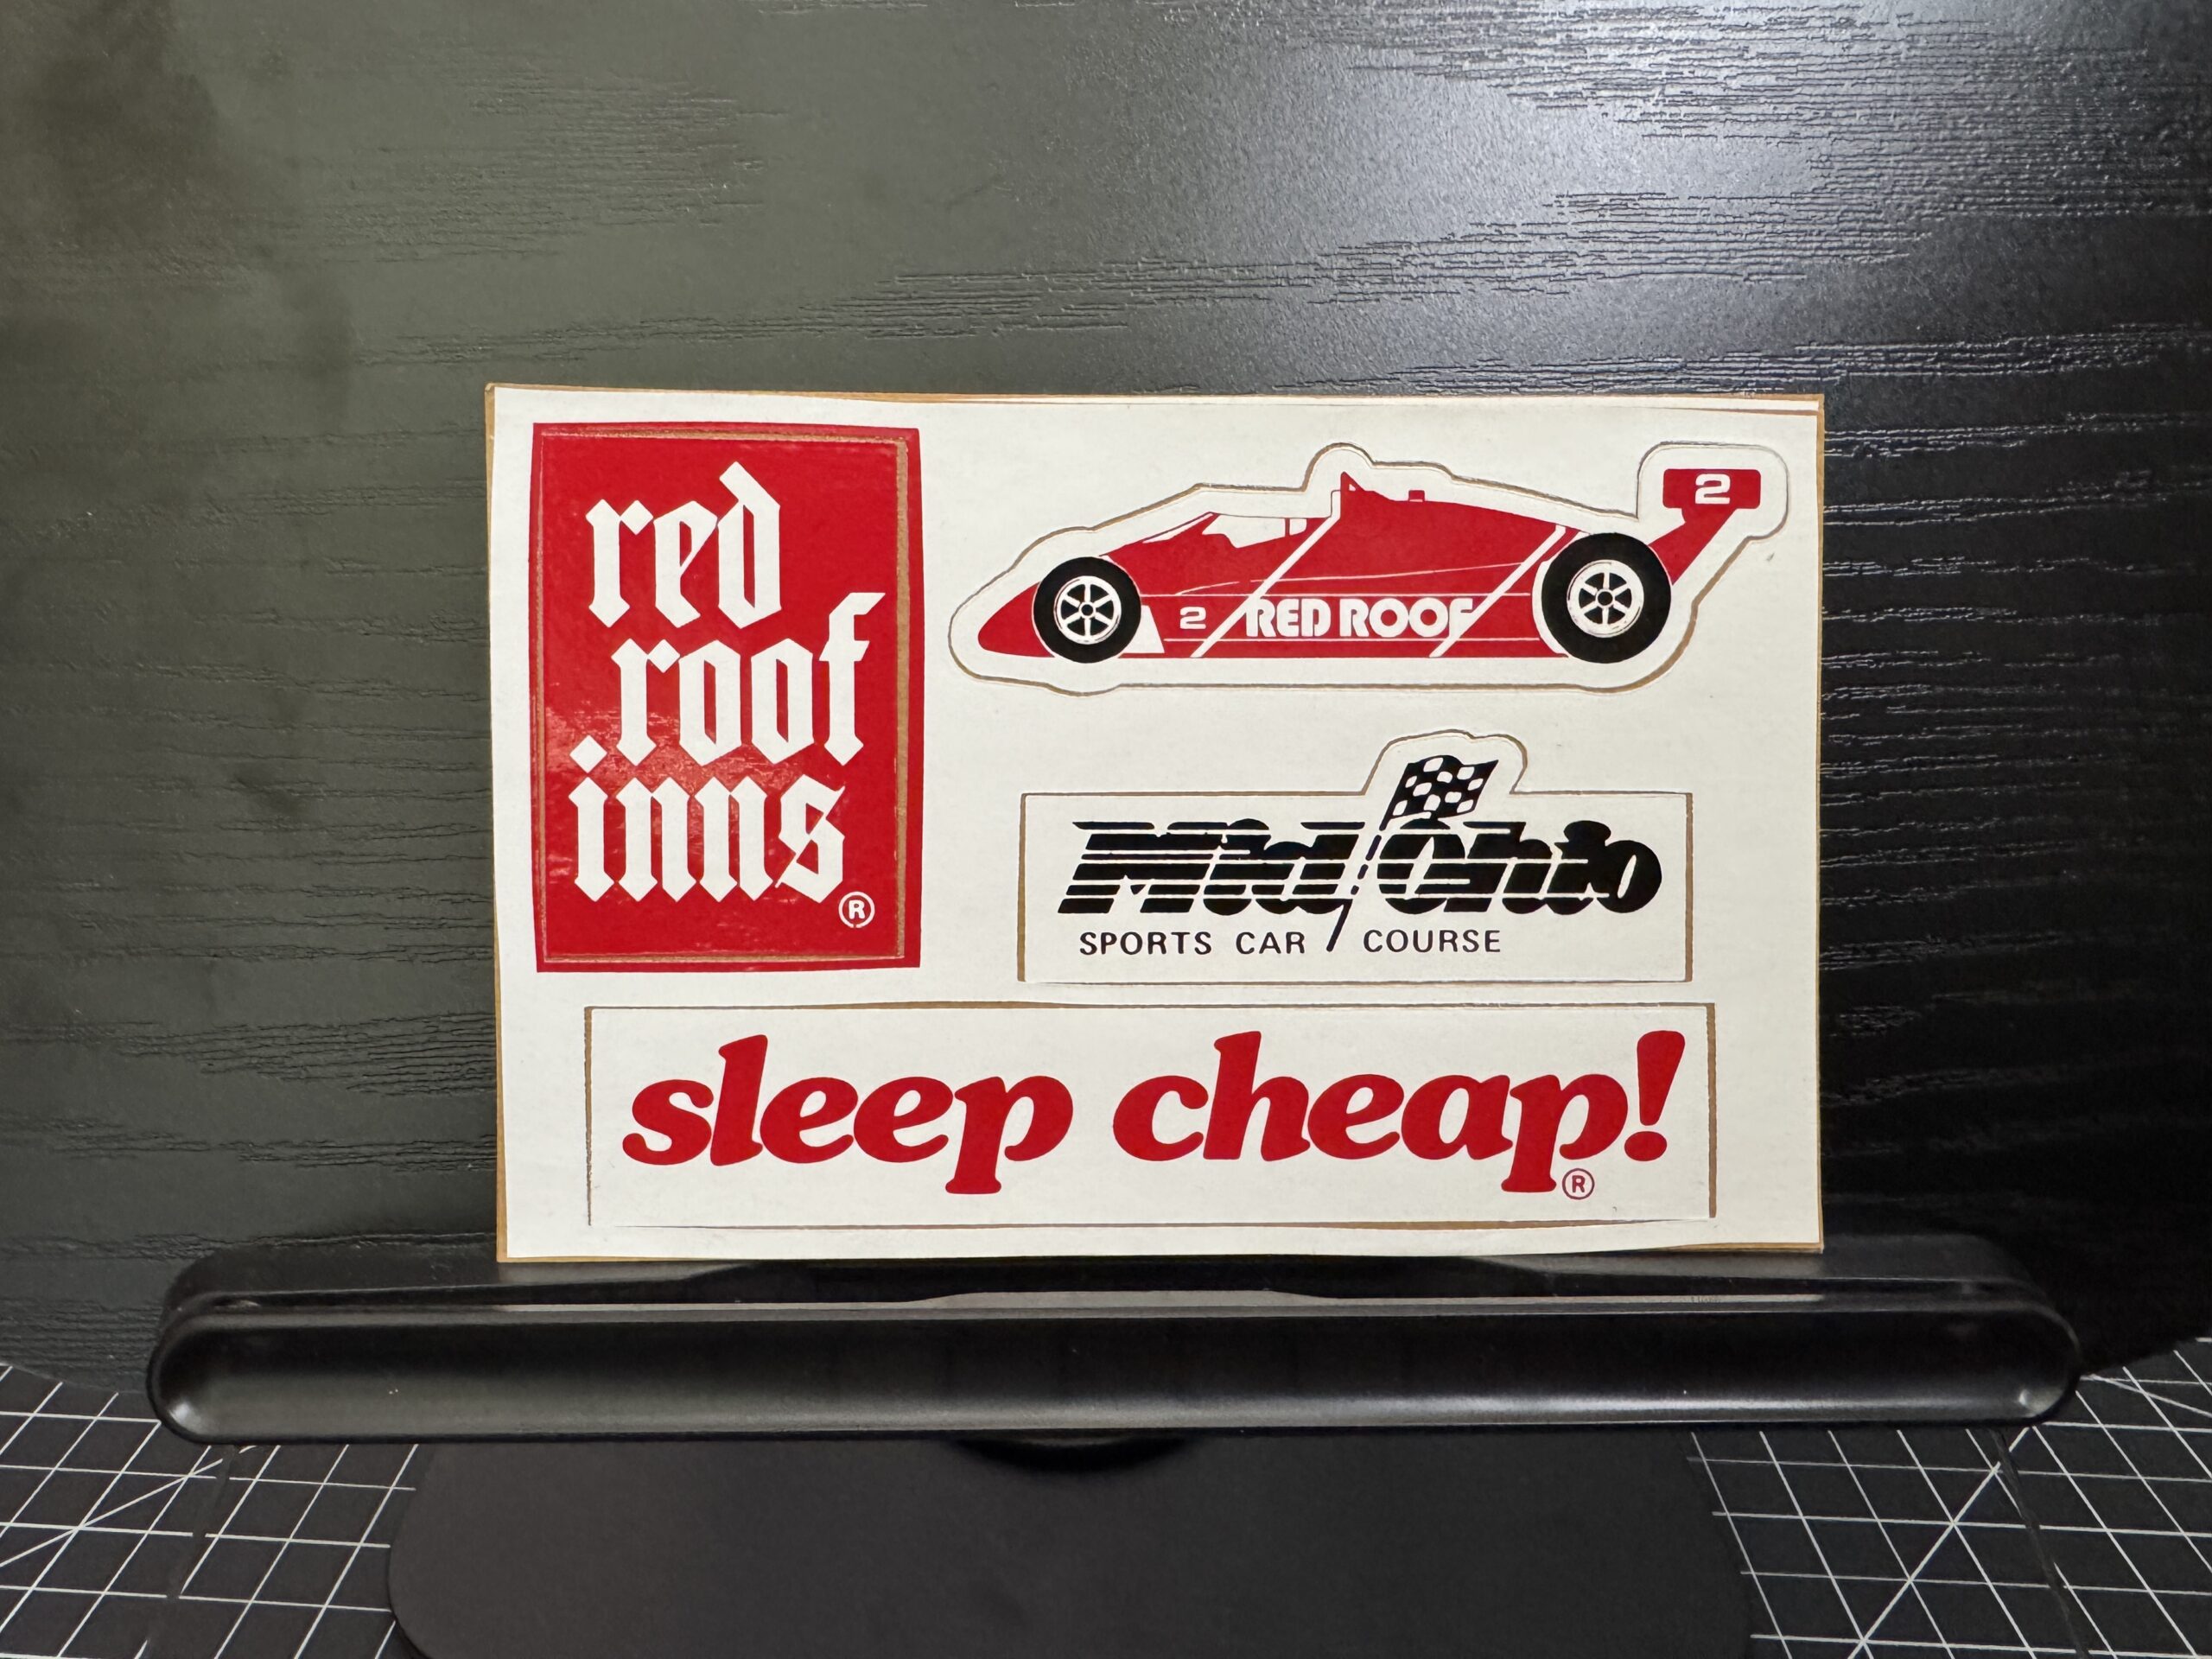 red
roof
inns®
2
2 RED ROOF
Mid Ohio
SPORTS CAR COURSE
sleep cheap!®